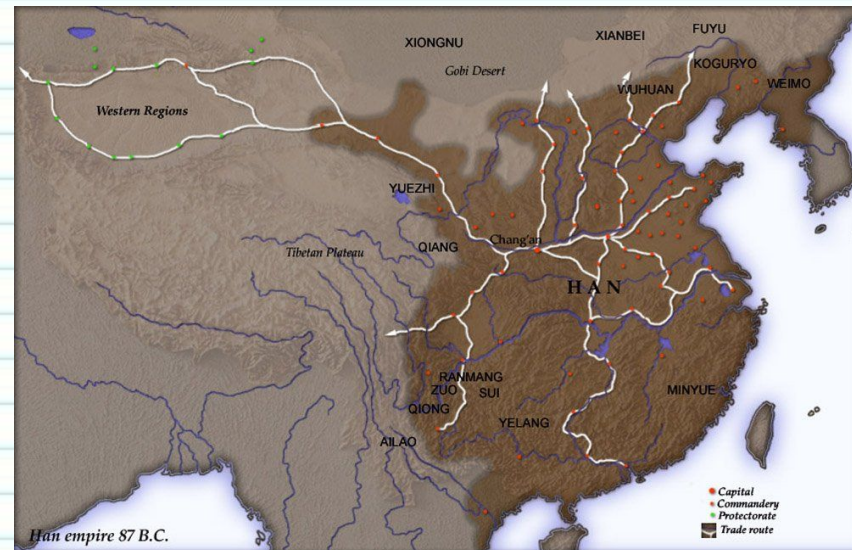 XIONGNU
XIANBEI
FUYU
KOGURYO
Gobi Desert
WUHUAN
WEIMO
Western Regions
YUEZHI
Chang'an
QIANG
Tibetan Plateau
HAN
RANMANG
ZUO
SUI
MINYUE
QIONG
YELANG
AILAO
Capital
Commandery
Protectorate
Trade route
Han empire 87 B.C.